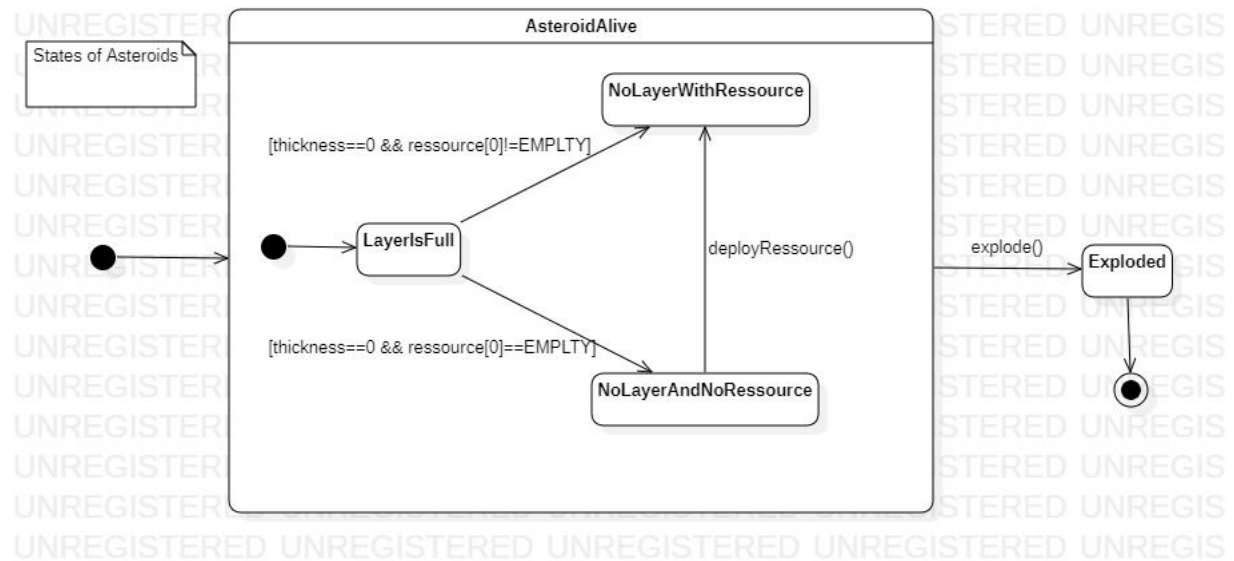 AsteroidAlive
States of Asteroids
NoLayerWithRessource
[thickness==0 && ressource[0]!=EMPLTY]
LayerIsFull
deployRessource()
explode()
Exploded
[thickness==0 && ressource[0]==EMPLTY]
NoLayerAndNoRessource
UNREGISTERED UNREGISTERED UNREGISTERED UNREGISTERED UNREGIS